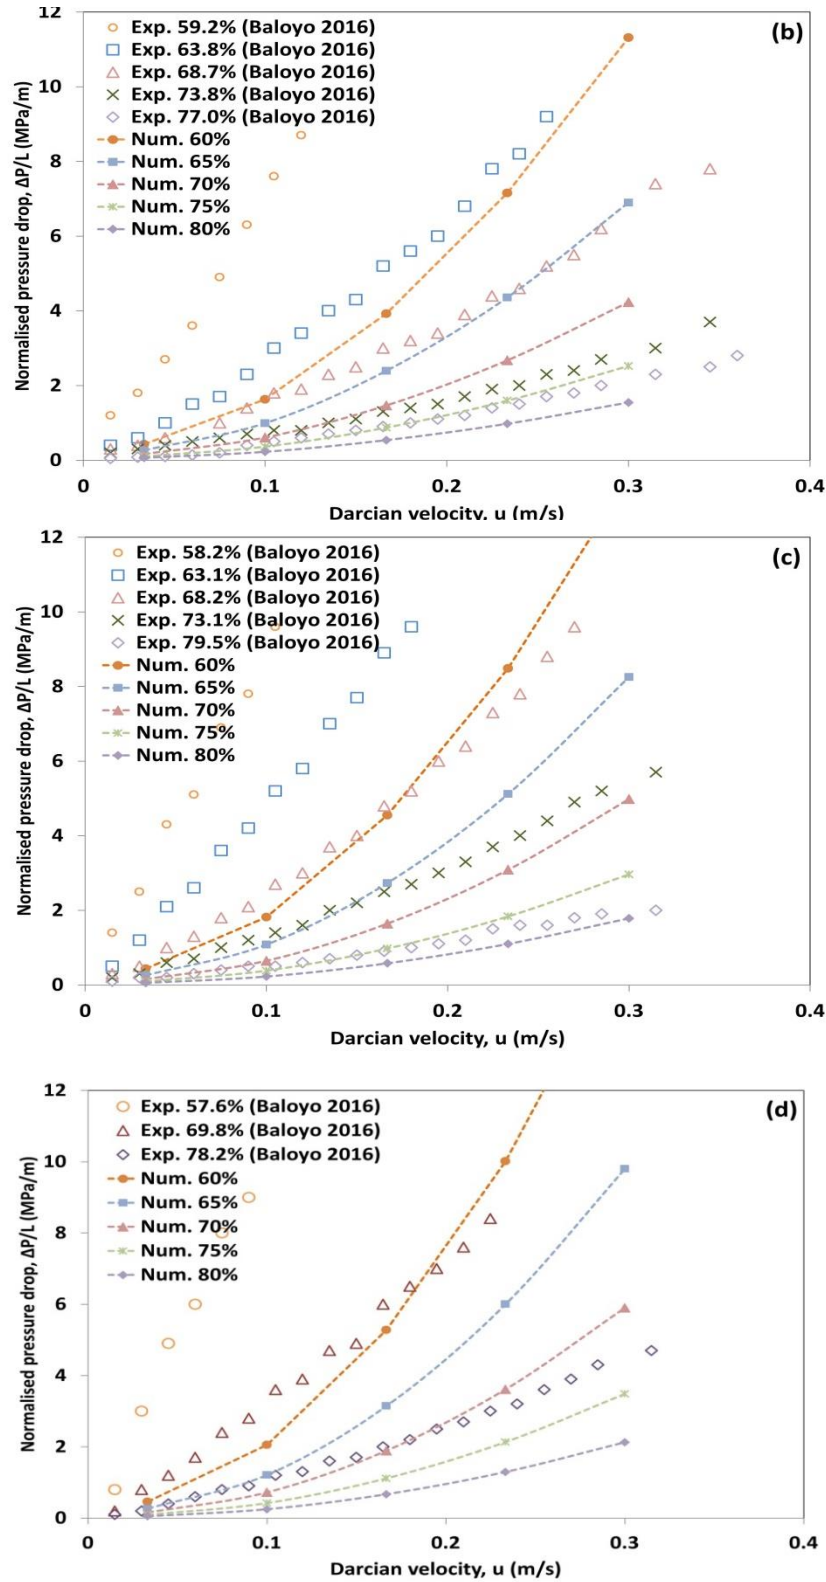 12
10
8
6
4
2
0
Normalised pressure drop, ΔP/L (MPa/m)
Exp. 59.2% (Baloyo 2016)
Exp. 63.8% (Baloyo 2016)
Exp. 68.7% (Baloyo 2016)
Exp. 73.8% (Baloyo 2016)
Exp. 77.0% (Baloyo 2016)
Num. 60%
Num. 65%
Num. 70%
Num. 75%
Num. 80%
(b)
0 0.1 0.2 0.3 0.4
Darcian velocity, u (m/s)
12
10
8
6
4
2
0
Normalised pressure drop, ΔP/L (MPa/m)
Exp. 58.2% (Baloyo 2016)
Exp. 63.1% (Baloyo 2016)
Exp. 68.2% (Baloyo 2016)
Exp. 73.1% (Baloyo 2016)
Exp. 79.5% (Baloyo 2016)
Num. 60%
Num. 65%
Num. 70%
Num. 75%
Num. 80%
(c)
0 0.1 0.2 0.3 0.4
Darcian velocity, u (m/s)
12
10
8
6
4
2
0
Normalised pressure drop, ΔP/L (MPa/m)
Exp. 57.6% (Baloyo 2016)
Exp. 69.8% (Baloyo 2016)
Exp. 78.2% (Baloyo 2016)
Num. 60%
Num. 65%
Num. 70%
Num. 75%
Num. 80%
(d)
0 0.1 0.2 0.3 0.4
Darcian velocity, u (m/s)